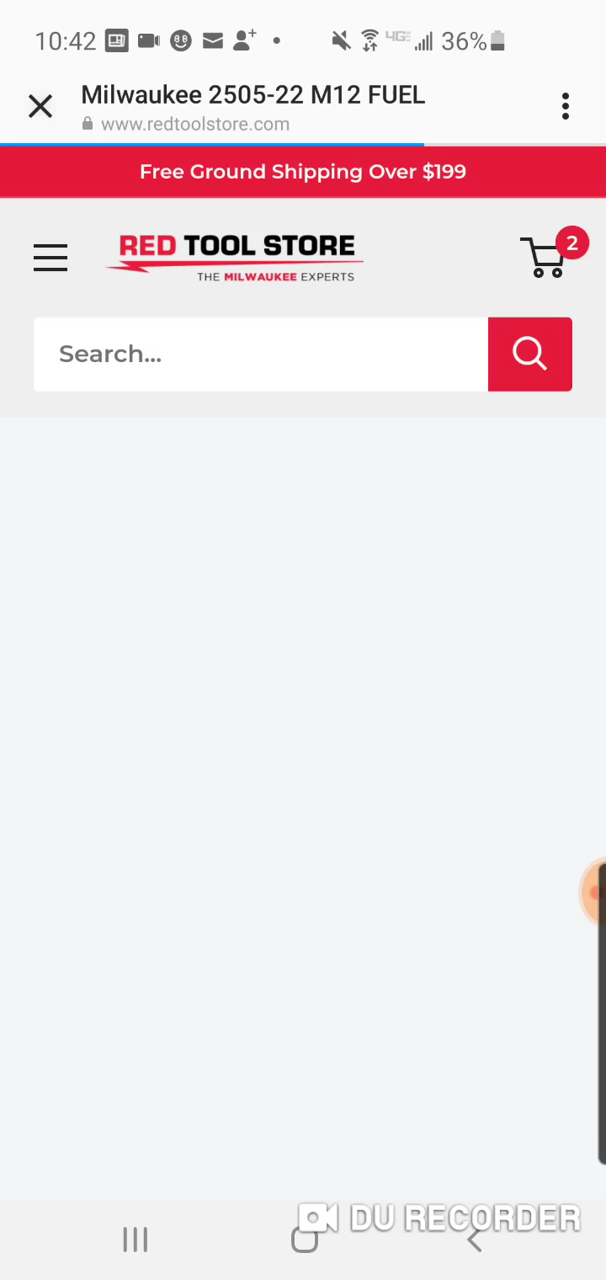 10:42
4GE 36%
Milwaukee 2505-22 M12 FUEL
www.redtoolstore.com
Free Ground Shipping Over $199
RED TOOL STORE
THE MILWAUKEE EXPERTS
2
Search...
DU RECORDER